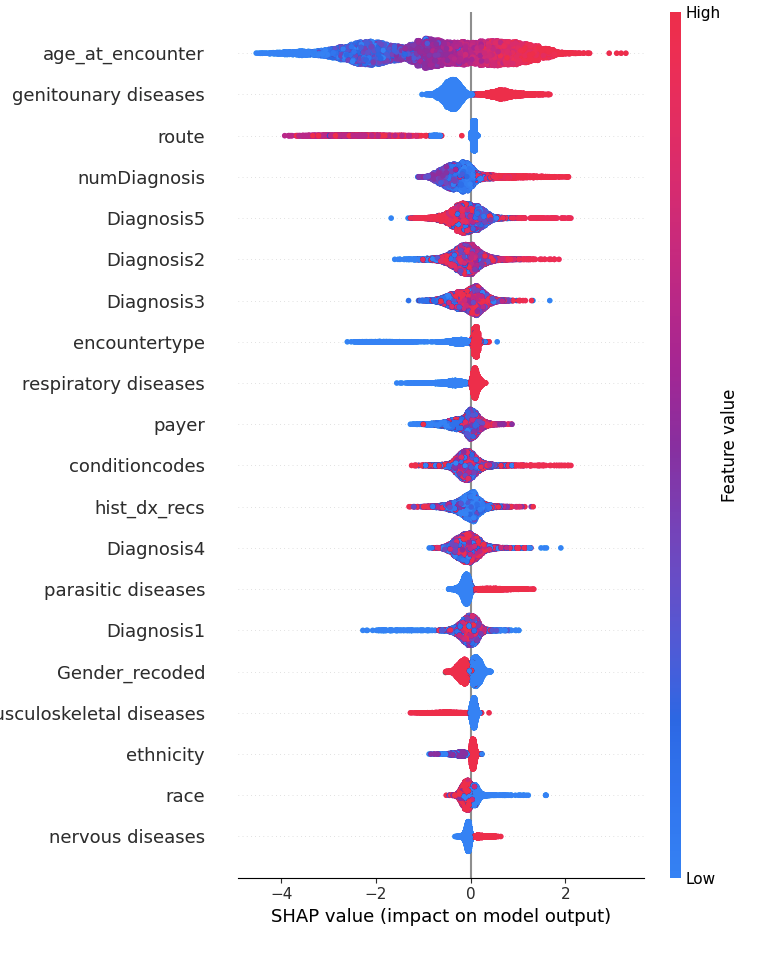 High
age_at_encounter
genitounary diseases
route
numDiagnosis
Diagnosis5
Diagnosis2
Diagnosis3
encountertype
respiratory diseases
payer
conditioncodes
hist_dx_recs
Diagnosis4
parasitic diseases
Diagnosis1
Gender_recoded
usculoskeletal diseases
ethnicity
race
nervous diseases
Feature value
Low
−4 −2 0 2
SHAP value (impact on model output)